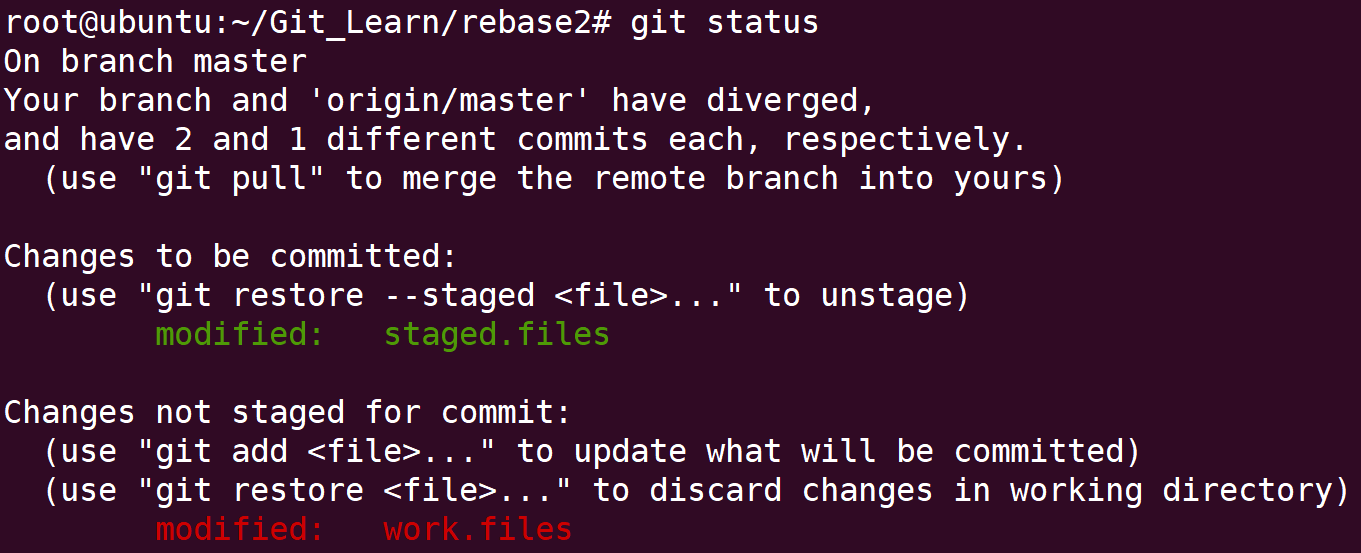 root@ubuntu:~/Git_Learn/rebase2# git status
On branch master
Your branch and 'origin/master' have diverged,
and have 2 and 1 different commits each, respectively.
  (use "git pull" to merge the remote branch into yours)

Changes to be committed:
  (use "git restore --staged <file>..." to unstage)
        modified:   staged.files

Changes not staged for commit:
  (use "git add <file>..." to update what will be committed)
  (use "git restore <file>..." to discard changes in working directory)
        modified:   work.files